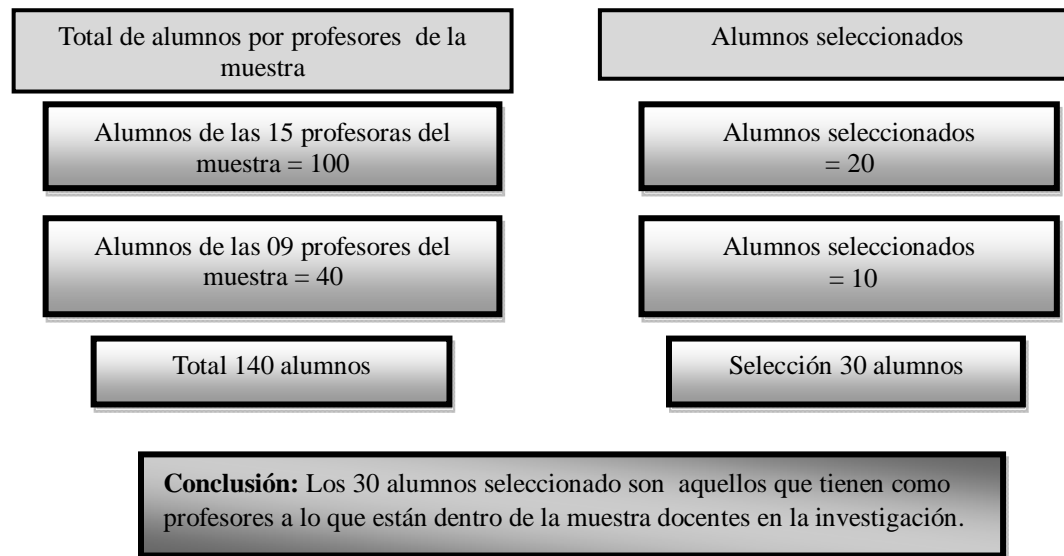 Total de alumnos por profesores de la
muestra
Alumnos seleccionados
Alumnos de las 15 profesoras del
muestra = 100
Alumnos seleccionados
= 20
Alumnos de las 09 profesores del
muestra = 40
Alumnos seleccionados
= 10
Total 140 alumnos
Selección 30 alumnos
Conclusión: Los 30 alumnos seleccionado son aquellos que tienen como
profesores a lo que están dentro de la muestra docentes en la investigación.